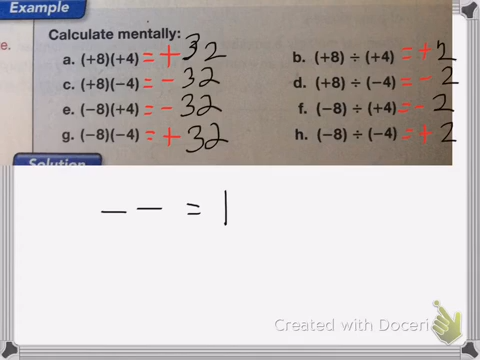 Example
e.
Calculate mentally:
a. (+8)(+4) = + 32
b. (+8) ÷ (+4) = + 2
c. (+8)(−4) = − 32
d. (+8) ÷ (−4) = − 2
e. (−8)(+4) = − 32
f. (−8) ÷ (+4) = − 2
g. (−8)(−4) = + 32
h. (−8) ÷ (−4) = + 2
Solution
— — = 1
Created with Doceri